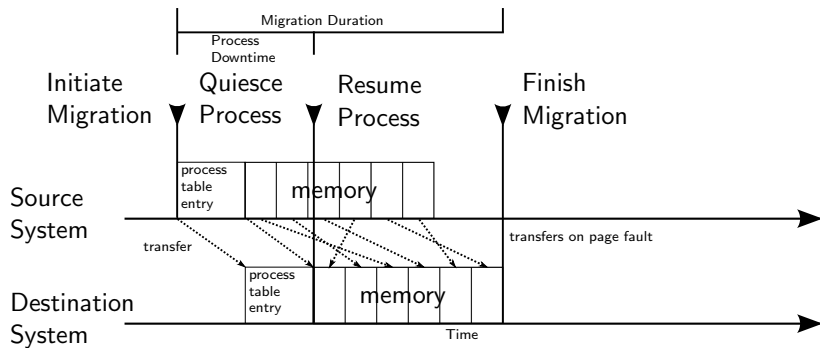 Migration Duration
Process
Downtime
Initiate
Migration
Quiesce
Process
Resume
Process
Finish
Migration
process
table
entry
memory
Source
System
transfer
transfers on page fault
process
table
entry
memory
Destination
System
Time